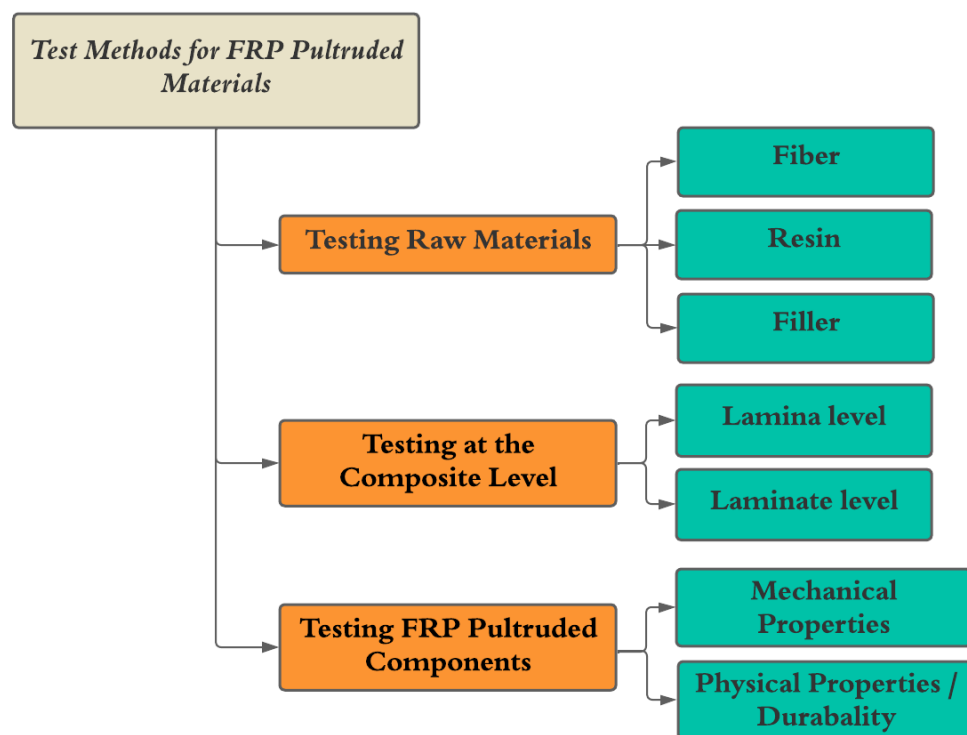 Test Methods for FRP Pultruded
Materials
Fiber
Testing Raw Materials
Resin
Filler
Testing at the
Composite Level
Lamina level
Laminate level
Testing FRP Pultruded
Components
Mechanical
Properties
Physical Properties /
Durabality